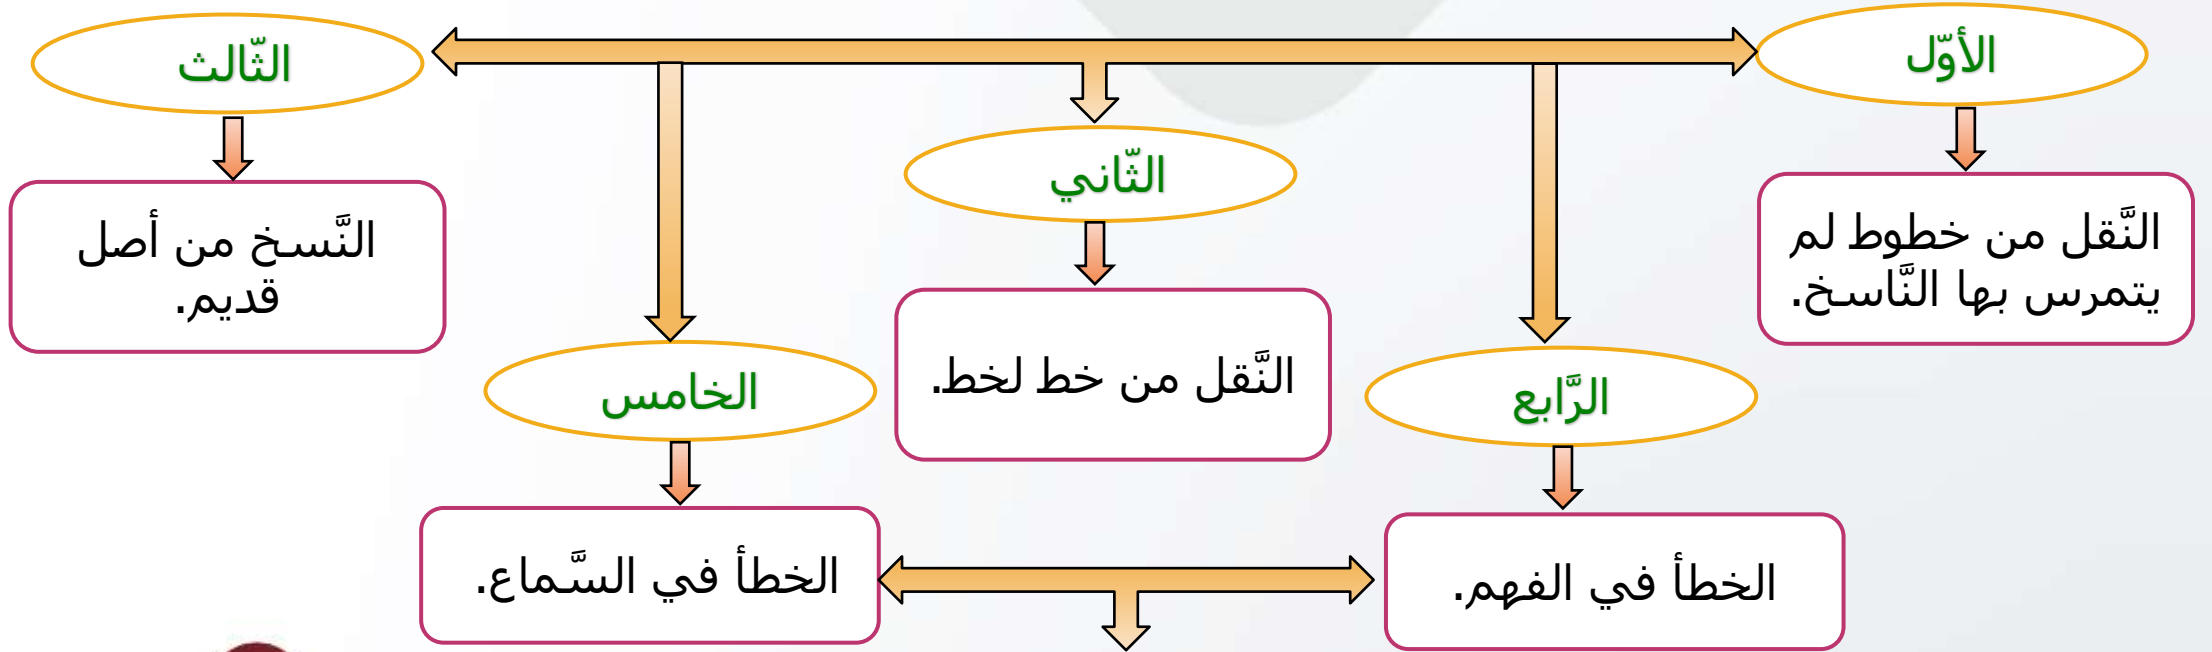 الأوّل
النَّقل من خطوط لم
يتمرس بها النَّاسخ.
الثّاني
النَّقل من خط لخط.
الثّالث
النَّسخ من أصل
قديم.
الرَّابع
الخطأ في الفهم.
الخامس
الخطأ في السَّماع.